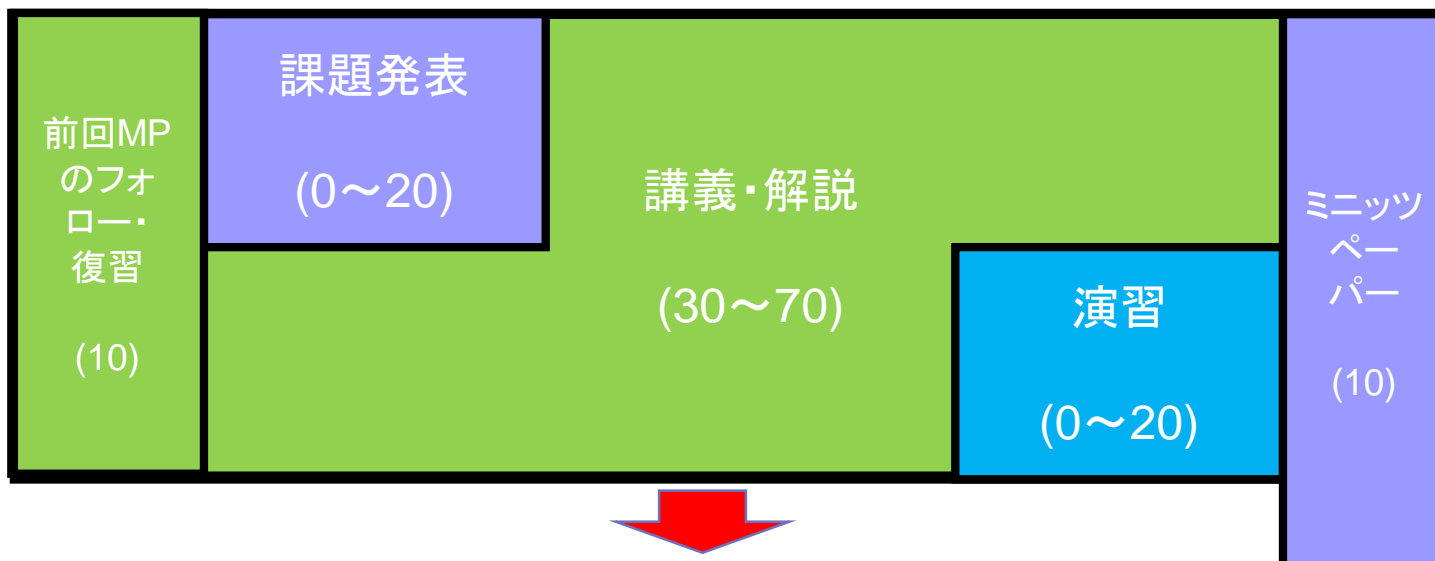 前回MP
のフォ
ロー・
復習
(10)
課題発表
(0～20)
講義・解説
(30～70)
演習
(0～20)
ミニッツ
ペー
パー
(10)